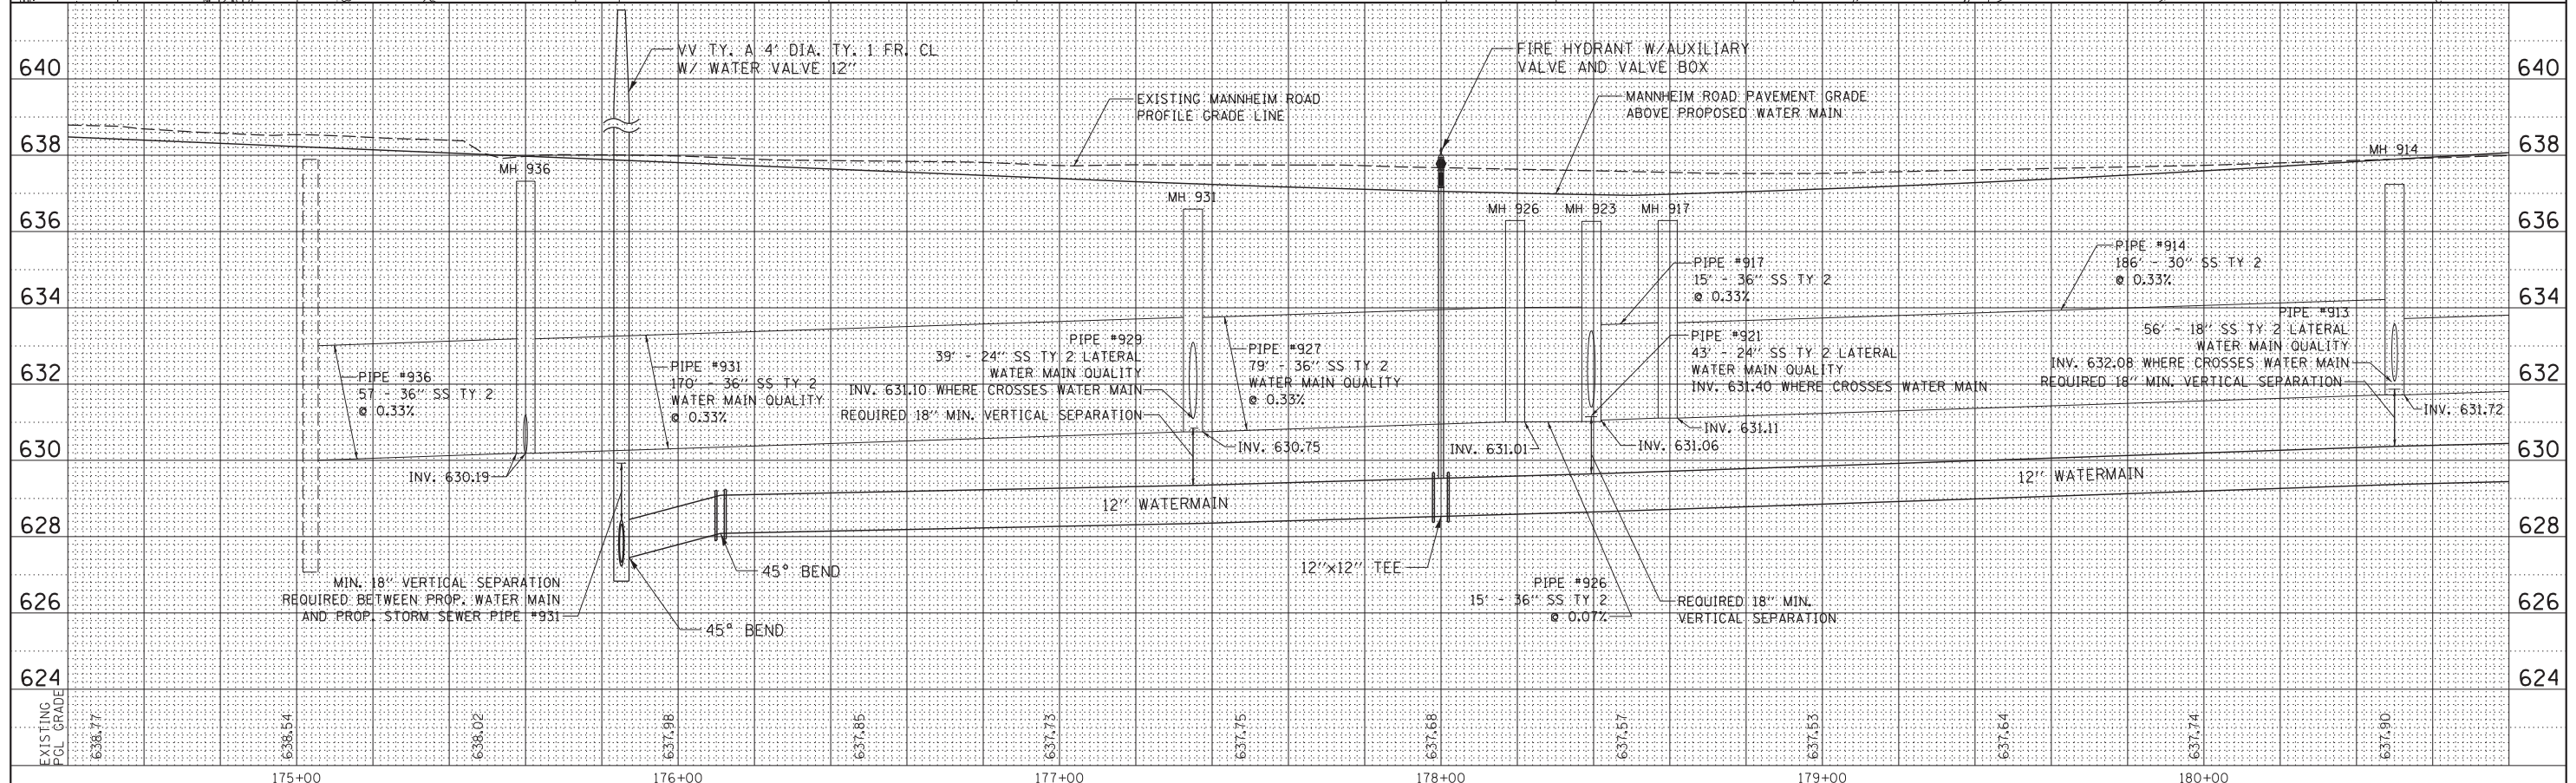 VV TY. A 4' DIA. TY. 1 FR. CL
W/ WATER VALVE 12"
FIRE HYDRANT W/AUXILIARY
VALVE AND VALVE BOX
640
640
EXISTING MANNHEIM ROAD
PROFILE GRADE LINE
MANNHEIM ROAD PAVEMENT GRADE
ABOVE PROPOSED WATER MAIN
638
638
MH 936
MH 914
MH 931
MH 926
MH 923
MH 917
636
636
PIPE #917
15' - 36" SS TY 2
@ 0.33%
PIPE #914
186' - 30" SS TY 2
@ 0.33%
634
634
PIPE #936
57 - 36" SS TY 2
@ 0.33%
PIPE #931
170' - 36" SS TY 2
WATER MAIN QUALITY
@ 0.33%
PIPE #929
39' - 24" SS TY 2 LATERAL
WATER MAIN QUALITY
INV. 631.10 WHERE CROSSES WATER MAIN
REQUIRED 18" MIN. VERTICAL SEPARATION
PIPE #927
79' - 36" SS TY 2
WATER MAIN QUALITY
@ 0.33%
PIPE #921
43' - 24" SS TY 2 LATERAL
WATER MAIN QUALITY
INV. 631.40 WHERE CROSSES WATER MAIN
PIPE #913
56' - 18" SS TY 2 LATERAL
WATER MAIN QUALITY
INV. 632.08 WHERE CROSSES WATER MAIN
REQUIRED 18" MIN. VERTICAL SEPARATION
632
632
INV. 631.72
INV. 630.19
INV. 630.75
INV. 631.01
INV. 631.06
INV. 631.11
630
630
12" WATERMAIN
12" WATERMAIN
628
628
MIN. 18" VERTICAL SEPARATION
REQUIRED BETWEEN PROP. WATER MAIN
AND PROP. STORM SEWER PIPE #931
45° BEND
45° BEND
12"x12" TEE
PIPE #926
15' - 36" SS TY 2
@ 0.07%
REQUIRED 18" MIN.
VERTICAL SEPARATION
626
626
624
624
EXISTING
PGL GRADE
638.77
638.54
638.02
637.98
637.85
637.73
637.75
637.68
637.57
637.53
637.64
637.74
637.90
175+00
176+00
177+00
178+00
179+00
180+00